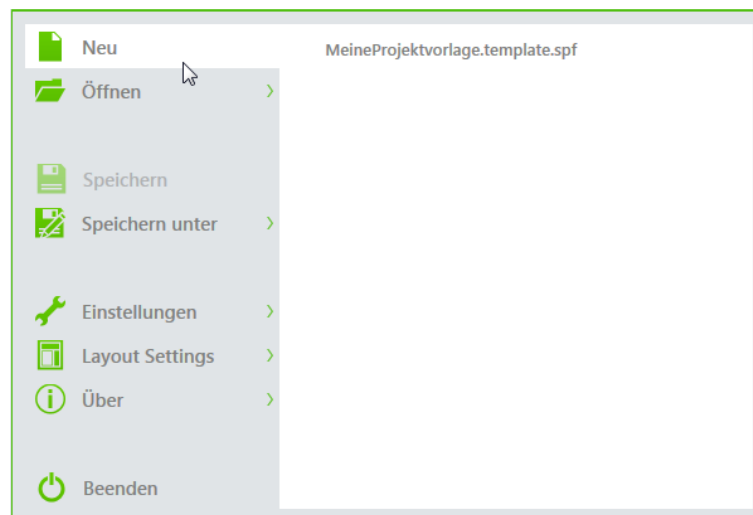 Neu
MeineProjektvorlage.template.spf
Öffnen
Speichern
Speichern unter
Einstellungen
Layout Settings
Über
Beenden